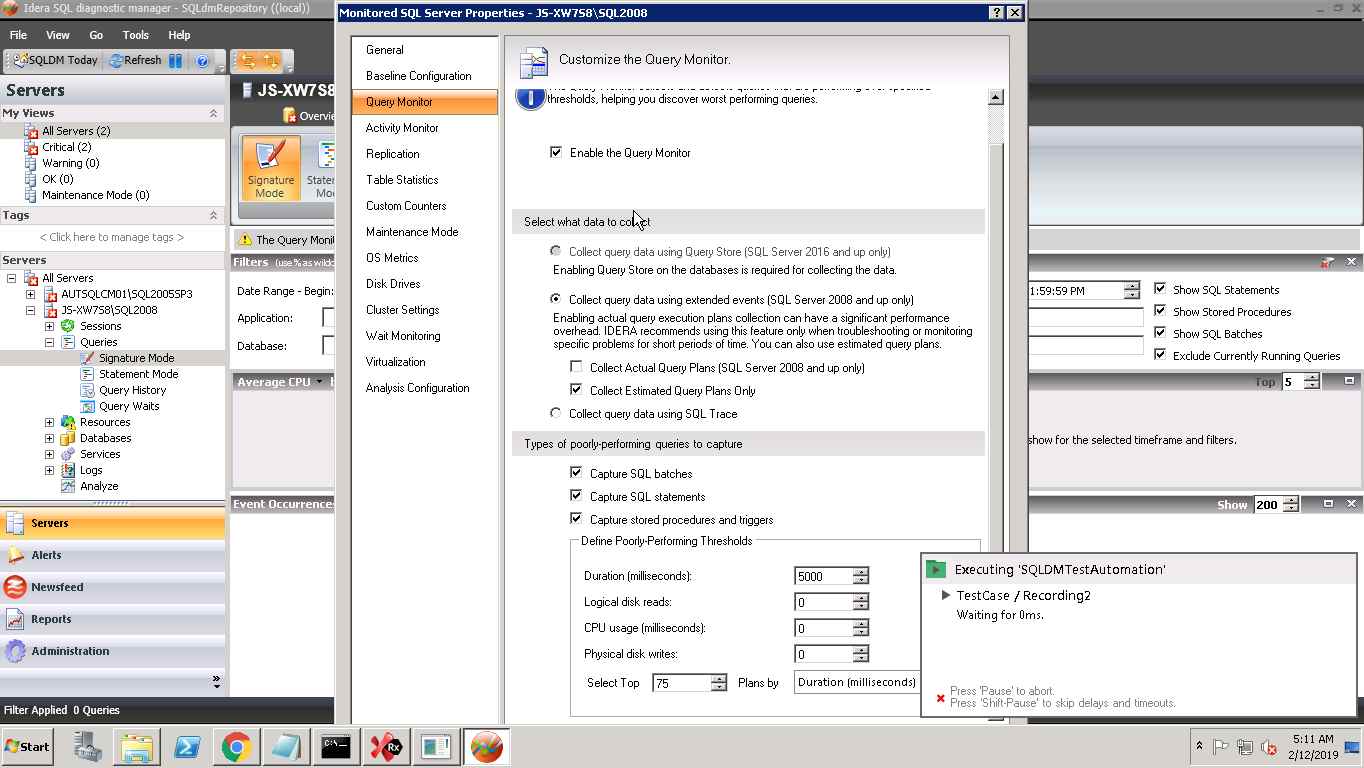 Idera SQL diagnostic manager - SQLdmRepository ((local))
File View Go Tools Help
SQLDM Today Refresh
Servers
My Views
All Servers (2)
Critical (2)
Warning (0)
OK (0)
Maintenance Mode (0)
Tags
< Click here to manage tags >
Servers
All Servers
AUTSQLCM01\SQL2005SP3
JS-XW7S8\SQL2008
Sessions
Queries
Signature Mode
Statement Mode
Query History
Query Waits
Resources
Databases
Services
Logs
Analyze
Servers
Alerts
Newsfeed
Reports
Administration
Filter Applied 0 Queries
JS-XW7S8
Overvie
Signature Mode
Statem
Mo
The Query Monit
Filters (use % as wildc
Date Range - Begin:
Application:
Database:
Average CPU
Event Occurrence
Monitored SQL Server Properties - JS-XW7S8\SQL2008
General
Baseline Configuration
Query Monitor
Activity Monitor
Replication
Table Statistics
Custom Counters
Maintenance Mode
OS Metrics
Disk Drives
Cluster Settings
Wait Monitoring
Virtualization
Analysis Configuration
Customize the Query Monitor.
thresholds, helping you discover worst performing queries.
Enable the Query Monitor
Select what data to collect
Collect query data using Query Store (SQL Server 2016 and up only)
Enabling Query Store on the databases is required for collecting the data.
Collect query data using extended events (SQL Server 2008 and up only)
Enabling actual query execution plans collection can have a significant performance
overhead. IDERA recommends using this feature only when troubleshooting or monitoring
specific problems for short periods of time. You can also use estimated query plans.
Collect Actual Query Plans (SQL Server 2008 and up only)
Collect Estimated Query Plans Only
Collect query data using SQL Trace
Types of poorly-performing queries to capture
Capture SQL batches
Capture SQL statements
Capture stored procedures and triggers
Define Poorly-Performing Thresholds
Duration (milliseconds): 5000
Logical disk reads: 0
CPU usage (milliseconds): 0
Physical disk writes: 0
Select Top 75 Plans by Duration (milliseconds)
1:59:59 PM
Show SQL Statements
Show Stored Procedures
Show SQL Batches
Exclude Currently Running Queries
Top 5
show for the selected timeframe and filters.
Show 200
Executing 'SQLDMTestAutomation'
TestCase / Recording2
Waiting for 0ms.
Press 'Pause' to abort.
Press 'Shift-Pause' to skip delays and timeouts.
Start
C:\_
Rx
5:11 AM
2/12/2019